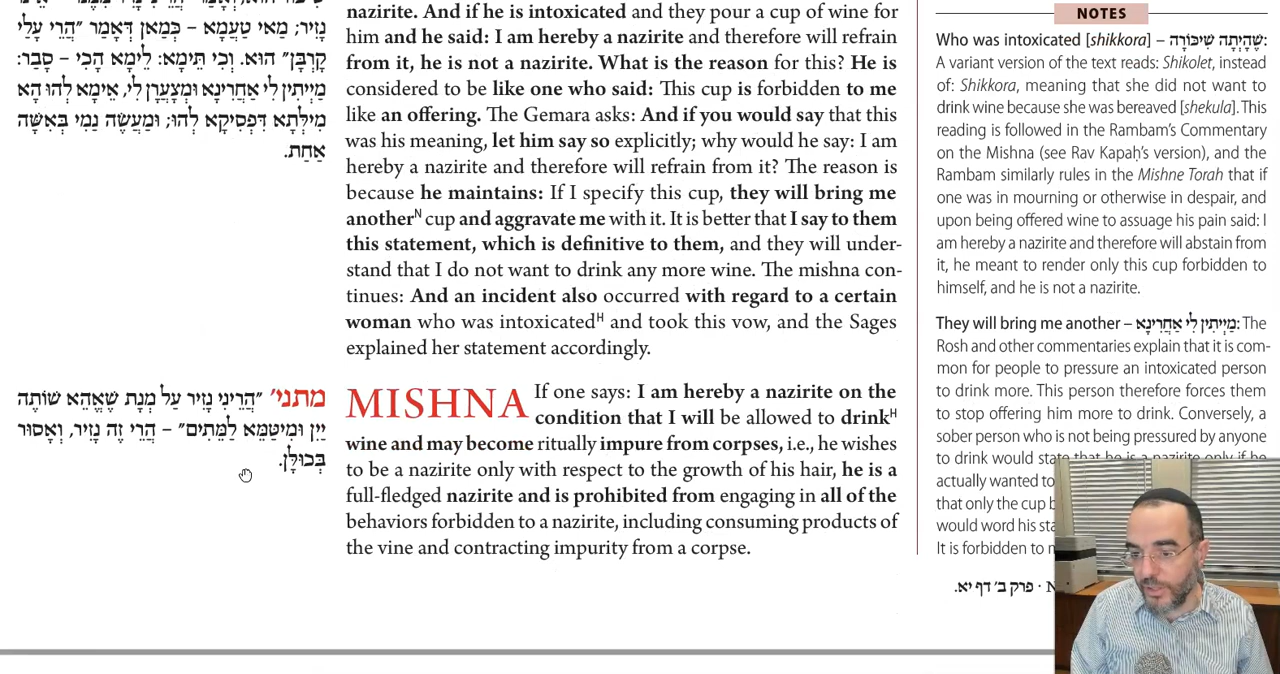 נָזִיר; מַאי טַעְמָא – כְּמַאן דְּאָמַר ״הֲרֵי עָלַי
קׇרְבָּן״ הוּא. וְכִי תֵּימָא: לֵימָא הָכִי – סָבַר:
מַיְיתִין לִי אַחֲרִינָא וּמְצַעֲרָן לִי, אֵימָא לְהוּ הָא
מִילְּתָא דִּפְסִיקָא לְהוּ; וּמַעֲשֶׂה נַמֵי בְּאִשָּׁה
אַחַת.
מתני׳ ״הֲרֵינִי נָזִיר עַל מְנָת שֶׁאֱהֵא שׁוֹתֶה
יַיִן וּמִיטַּמֵּא לַמֵּתִים״ – הֲרֵי זֶה נָזִיר, וְאָסוּר
בְּכוּלָּן.
nazirite. And if he is intoxicated and they pour a cup of wine for
him and he said: I am hereby a nazirite and therefore will refrain
from it, he is not a nazirite. What is the reason for this? He is
considered to be like one who said: This cup is forbidden to me
like an offering. The Gemara asks: And if you would say that this
was his meaning, let him say so explicitly; why would he say: I am
hereby a nazirite and therefore will refrain from it? The reason is
because he maintains: If I specify this cup, they will bring me
anotherᴺ cup and aggravate me with it. It is better that I say to them
this statement, which is definitive to them, and they will under-
stand that I do not want to drink any more wine. The mishna con-
tinues: And an incident also occurred with regard to a certain
woman who was intoxicatedᴴ and took this vow, and the Sages
explained her statement accordingly.
MISHNA If one says: I am hereby a nazirite on the
condition that I will be allowed to drinkᴴ
wine and may become ritually impure from corpses, i.e., he wishes
to be a nazirite only with respect to the growth of his hair, he is a
full-fledged nazirite and is prohibited from engaging in all of the
behaviors forbidden to a nazirite, including consuming products of
the vine and contracting impurity from a corpse.
NOTES
Who was intoxicated [shikkora] – שֶׁהָיְתָה שִׁיכּוֹרָה:
A variant version of the text reads: Shikolet, instead
of: Shikkora, meaning that she did not want to
drink wine because she was bereaved [shekula]. This
reading is followed in the Rambam's Commentary
on the Mishna (see Rav Kapaḥ's version), and the
Rambam similarly rules in the Mishne Torah that if
one was in mourning or otherwise in despair, and
upon being offered wine to assuage his pain said: I
am hereby a nazirite and therefore will abstain from
it, he meant to render only this cup forbidden to
himself, and he is not a nazirite.
They will bring me another – מַיְיתִין לִי אַחֲרִינָא: The
Rosh and other commentaries explain that it is com-
mon for people to pressure an intoxicated person
to drink more. This person therefore forces them
to stop offering him more to drink. Conversely, a
sober person who is not being pressured by anyone
to drink would state that he is a nazirite only if he
actually wanted to
that only the cup
would word his
It is forbidden to
פרק ב׳ דף יא.